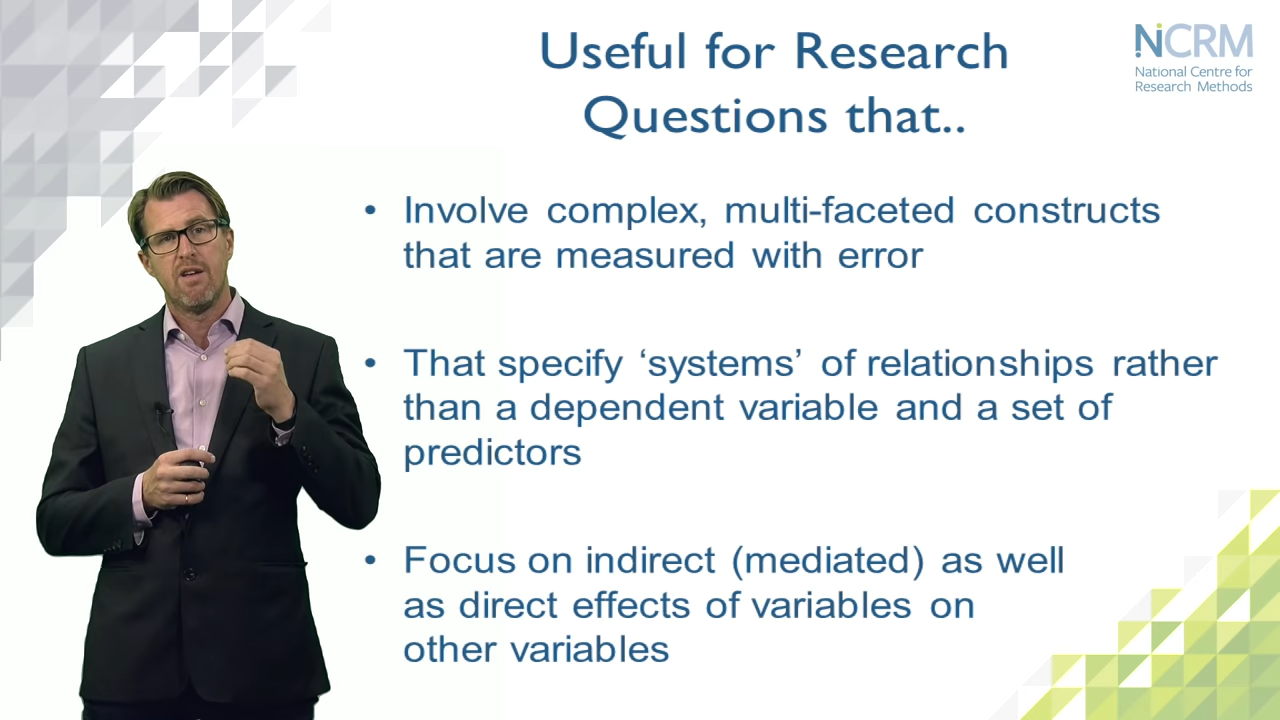 Useful for Research
Questions that..
NCRM
National Centre for
Research Methods
• Involve complex, multi-faceted constructs
that are measured with error
• That specify ‘systems’ of relationships rather
than a dependent variable and a set of
predictors
• Focus on indirect (mediated) as well
as direct effects of variables on
other variables